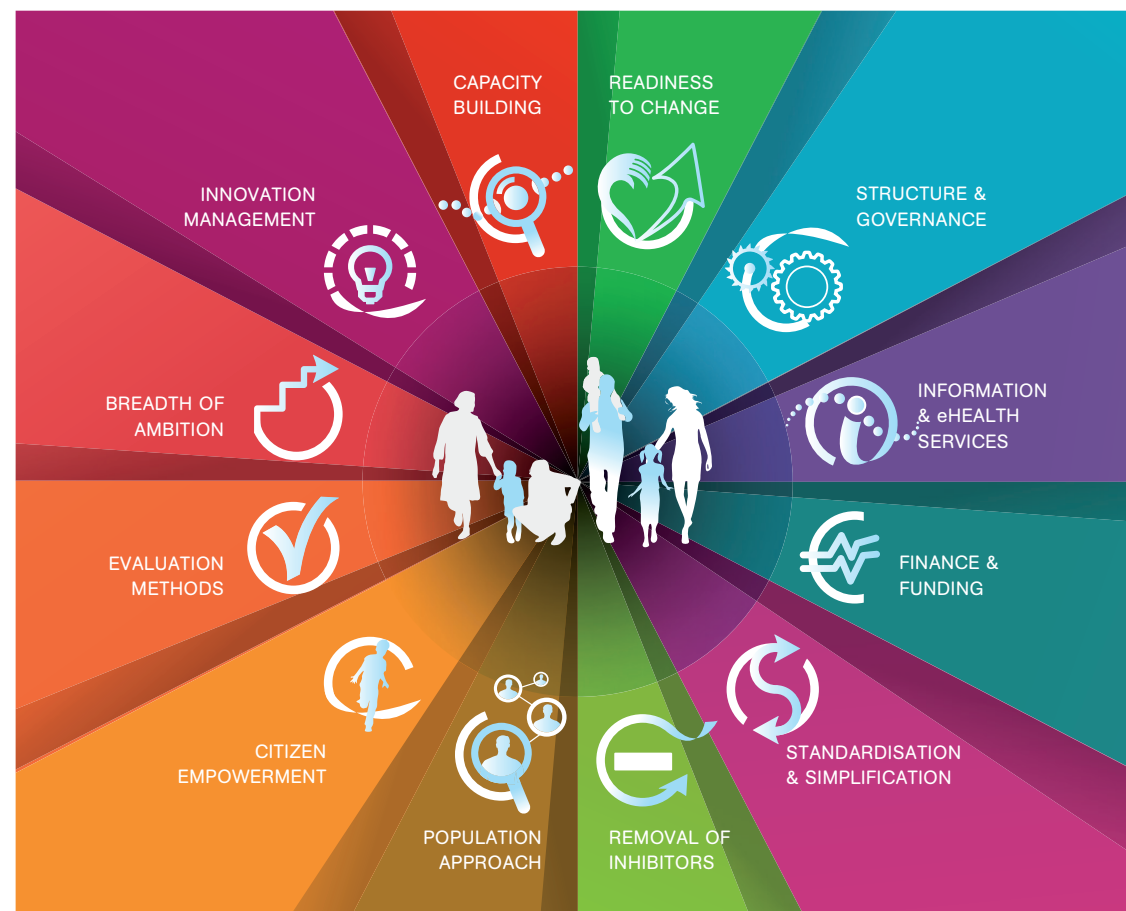 CAPACITY
BUILDING
READINESS
TO CHANGE
STRUCTURE &
GOVERNANCE
INFORMATION
& eHEALTH
SERVICES
FINANCE &
FUNDING
STANDARDISATION
& SIMPLIFICATION
REMOVAL OF
INHIBITORS
POPULATION
APPROACH
CITIZEN
EMPOWERMENT
EVALUATION
METHODS
BREADTH OF
AMBITION
INNOVATION
MANAGEMENT